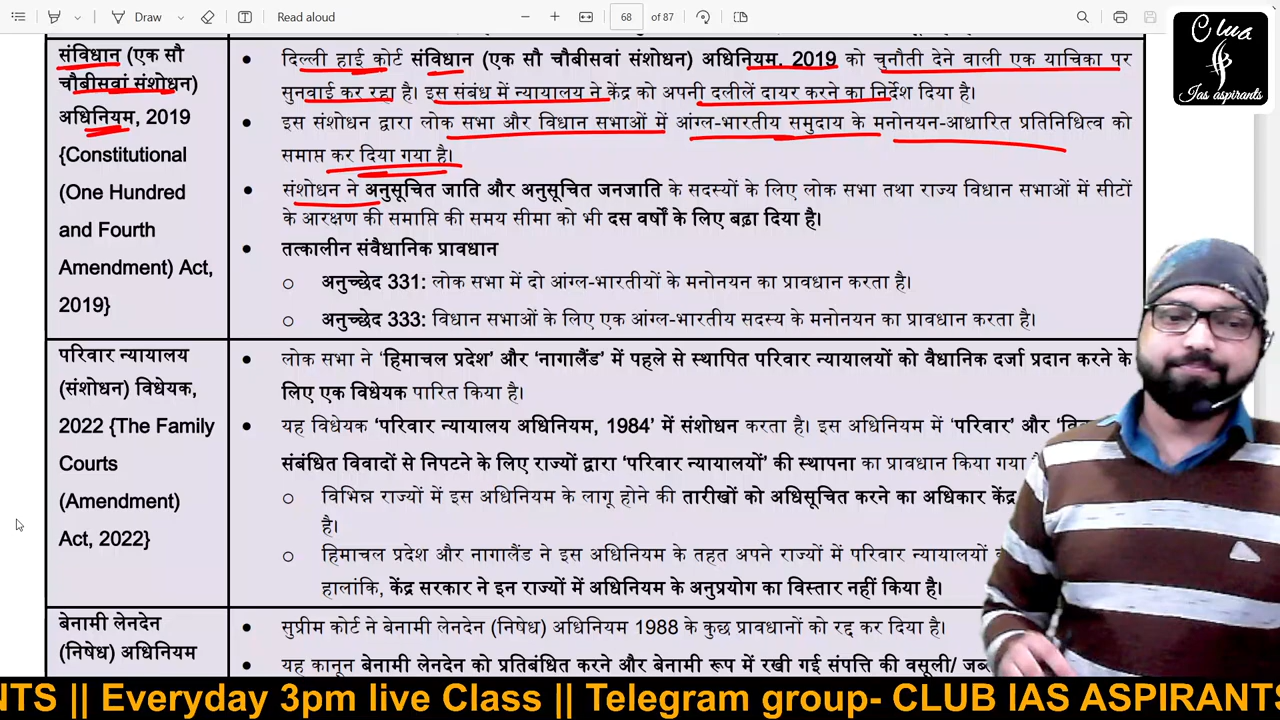 Draw
Read aloud
68 of 87
Club
Ias aspirants
संविधान (एक सौ
चौबीसवां संशोधन)
अधिनियम, 2019
{Constitutional
(One Hundred
and Fourth
Amendment) Act,
2019}
• दिल्ली हाई कोर्ट संविधान (एक सौ चौबीसवां संशोधन) अधिनियम, 2019 को चुनौती देने वाली एक याचिका पर
सुनवाई कर रहा है। इस संबंध में न्यायालय ने केंद्र को अपनी दलीलें दायर करने का निर्देश दिया है।
• इस संशोधन द्वारा लोक सभा और विधान सभाओं में आंग्ल-भारतीय समुदाय के मनोनयन-आधारित प्रतिनिधित्व को
समाप्त कर दिया गया है।
• संशोधन ने अनुसूचित जाति और अनुसूचित जनजाति के सदस्यों के लिए लोक सभा तथा राज्य विधान सभाओं में सीटों
के आरक्षण की समाप्ति की समय सीमा को भी दस वर्षों के लिए बढ़ा दिया है।
• तत्कालीन संवैधानिक प्रावधान
o अनुच्छेद 331: लोक सभा में दो आंग्ल-भारतीयों के मनोनयन का प्रावधान करता है।
o अनुच्छेद 333: विधान सभाओं के लिए एक आंग्ल-भारतीय सदस्य के मनोनयन का प्रावधान करता है।
परिवार न्यायालय
(संशोधन) विधेयक,
2022 {The Family
Courts
(Amendment)
Act, 2022}
• लोक सभा ने 'हिमाचल प्रदेश' और 'नागालैंड' में पहले से स्थापित परिवार न्यायालयों को वैधानिक दर्जा प्रदान करने के
लिए एक विधेयक पारित किया है।
• यह विधेयक 'परिवार न्यायालय अधिनियम, 1984' में संशोधन करता है। इस अधिनियम में 'परिवार' और
संबंधित विवादों से निपटने के लिए राज्यों द्वारा 'परिवार न्यायालयों' की स्थापना का प्रावधान किया गया
o विभिन्न राज्यों में इस अधिनियम के लागू होने की तारीखों को अधिसूचित करने का अधिकार केंद्र
है।
o हिमाचल प्रदेश और नागालैंड ने इस अधिनियम के तहत अपने राज्यों में परिवार न्यायालयों
हालांकि, केंद्र सरकार ने इन राज्यों में अधिनियम के अनुप्रयोग का विस्तार नहीं किया है।
बेनामी लेनदेन
(निषेध) अधिनियम
• सुप्रीम कोर्ट ने बेनामी लेनदेन (निषेध) अधिनियम 1988 के कुछ प्रावधानों को रद्द कर दिया है।
• यह कानून बेनामी लेनदेन को प्रतिबंधित करने और बेनामी रूप में रखी गई संपत्ति की वसूली/
ANTS || Everyday 3pm live Class || Telegram group- CLUB IAS ASPIRANTS